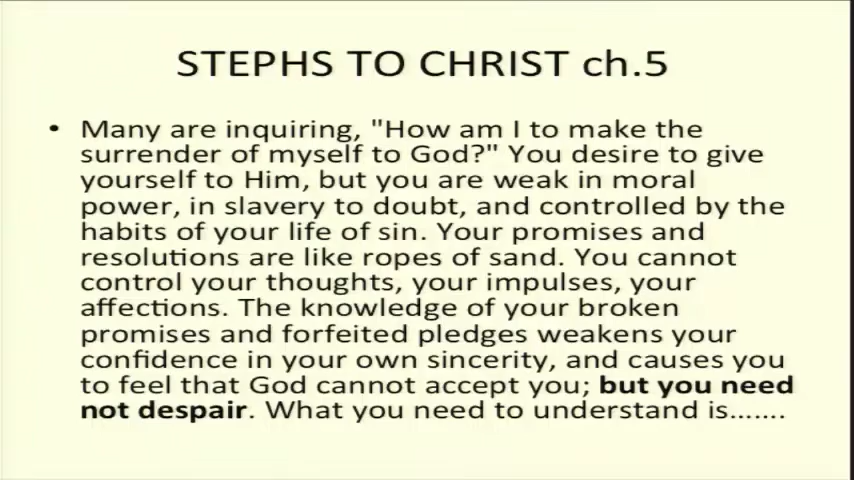 STEPHS TO CHRIST ch.5
• Many are inquiring, "How am I to make the
surrender of myself to God?" You desire to give
yourself to Him, but you are weak in moral
power, in slavery to doubt, and controlled by the
habits of your life of sin. Your promises and
resolutions are like ropes of sand. You cannot
control your thoughts, your impulses, your
affections. The knowledge of your broken
promises and forfeited pledges weakens your
confidence in your own sincerity, and causes you
to feel that God cannot accept you; but you need
not despair. What you need to understand is.......